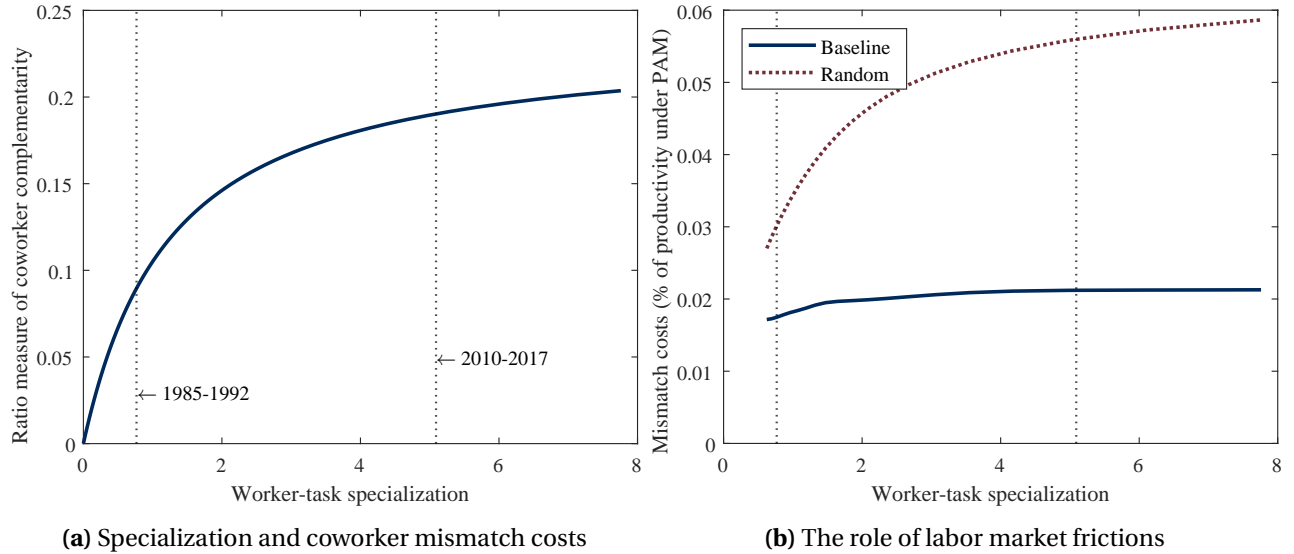 Ratio measure of coworker complementarity
0.25
0.2
0.15
0.1
0.05
0
← 2010-2017
← 1985-1992
0 2 4 6 8
Worker-task specialization
(a) Specialization and coworker mismatch costs
Mismatch costs (% of productivity under PAM)
0.06
0.05
0.04
0.03
0.02
0.01
0
Baseline
Random
0 2 4 6 8
Worker-task specialization
(b) The role of labor market frictions